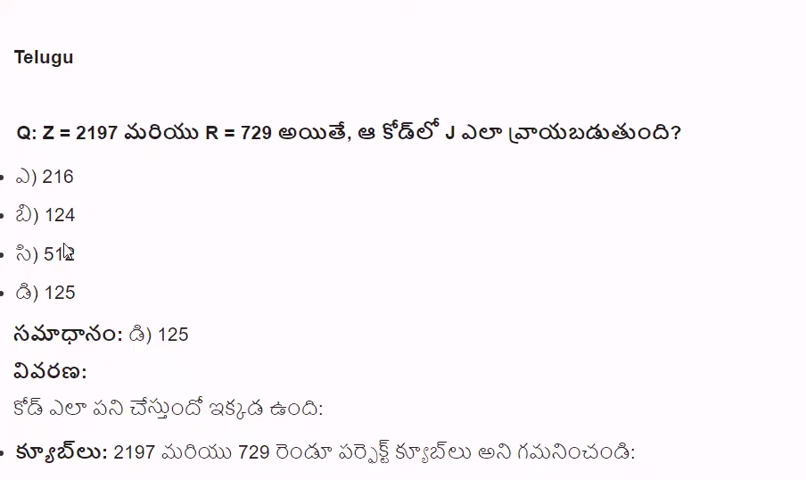 Telugu
Q: Z = 2197 మరియు R = 729 అయితే, ఆ కోడ్‌లో J ఎలా వ్రాయబడుతుంది?
ఎ) 216
బి) 124
సి) 512
డి) 125
సమాధానం: డి) 125
వివరణ:
కోడ్ ఎలా పని చేస్తుందో ఇక్కడ ఉంది:
క్యూబ్‌లు: 2197 మరియు 729 రెండూ పర్ఫెక్ట్ క్యూబ్‌లు అని గమనించండి: